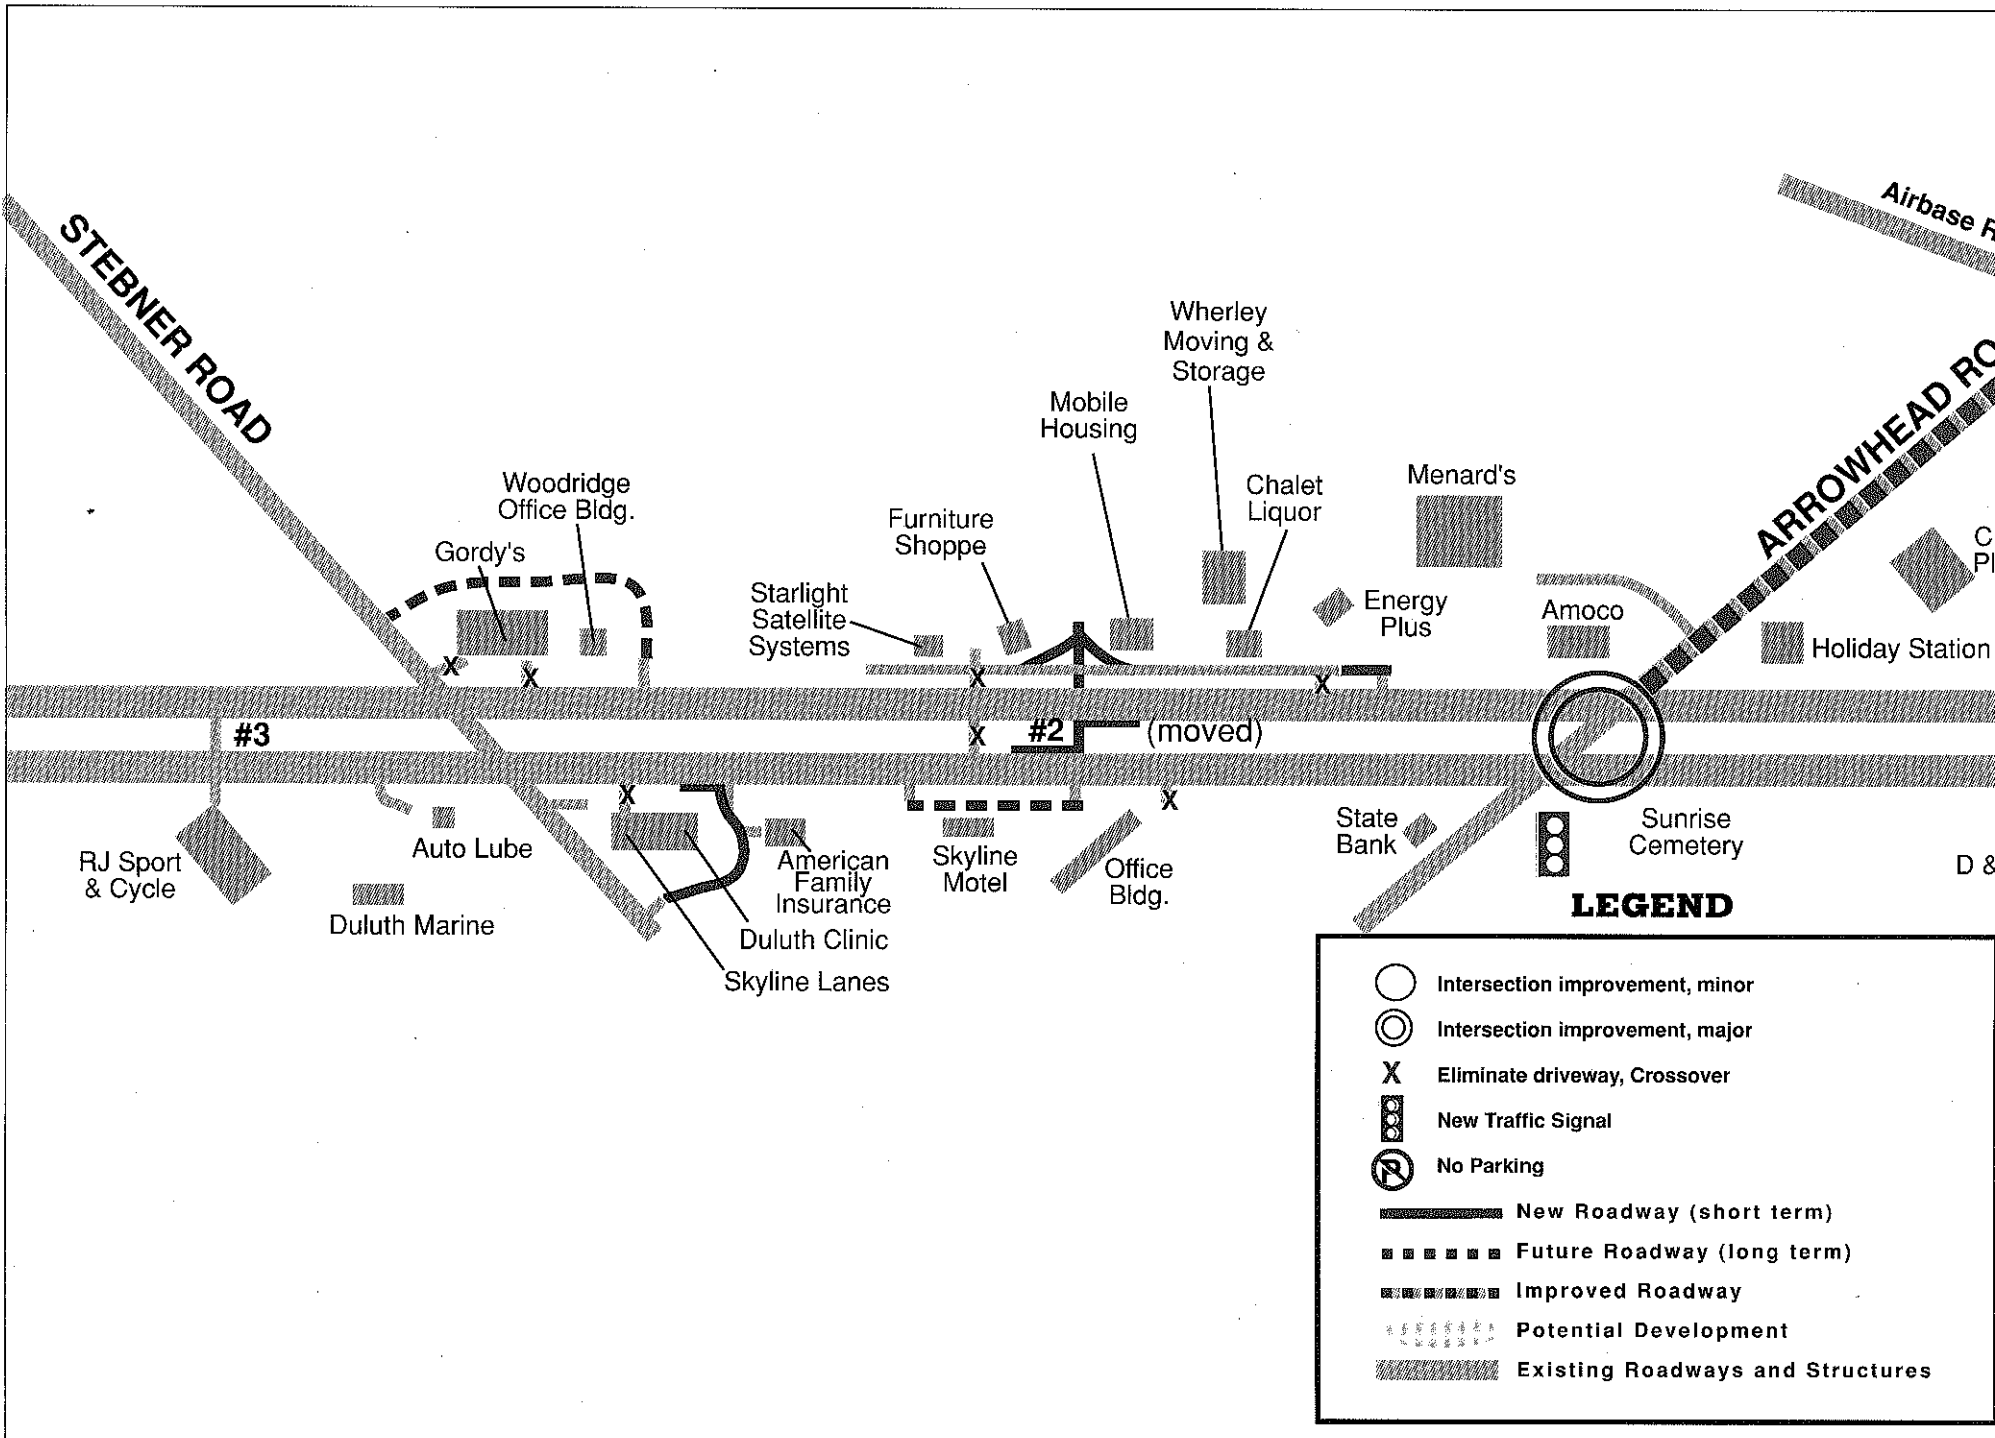 Airbase R
STEBNER ROAD
ARROWHEAD RO
Wherley
Moving &
Storage
Mobile
Housing
Menard's
Woodridge
Office Bldg.
Chalet
Liquor
Furniture
Shoppe
Gordy's
C
Pl
Starlight
Satellite
Systems
Energy
Plus
Amoco
Holiday Station
X
X
X
X
#3
X
#2
(moved)
X
X
RJ Sport
& Cycle
Auto Lube
Duluth Marine
American
Family
Insurance
Duluth Clinic
Skyline Lanes
Skyline
Motel
Office
Bldg.
State
Bank
Sunrise
Cemetery
D &
LEGEND
Intersection improvement, minor
Intersection improvement, major
X Eliminate driveway, Crossover
New Traffic Signal
P No Parking
New Roadway (short term)
Future Roadway (long term)
Improved Roadway
Potential Development
Existing Roadways and Structures